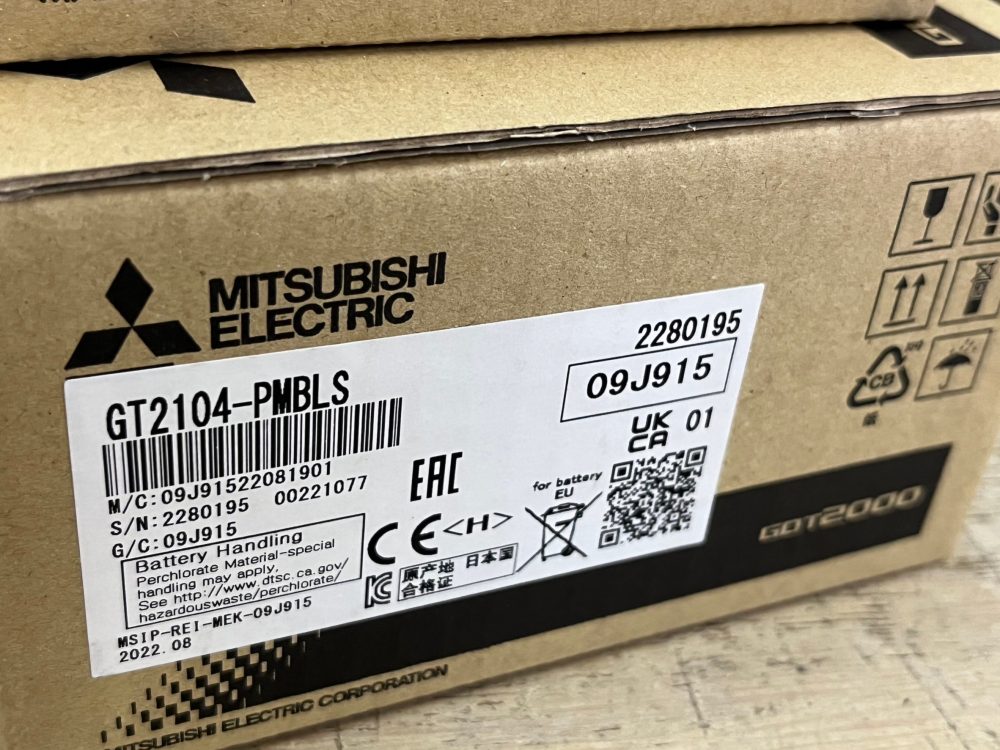 MITSUBISHI
ELECTRIC
2280195
GT2104-PMBLS
09J915
UK
CA
01
M/C:09J91522081901
S/N:2280195 00221077
G/C:09J915
EAC
for battery
EU
Battery Handling
Perchlorate Material-special
handling may apply,
See http://www.dtsc.ca.gov/
hazardouswaste/perchlorate/
CE
<H>
原产地 日本国
合格证
MSIP-REI-MEK-09J915
2022.08
CB
GOT2000
MITSUBISHI ELECTRIC CORPORATION